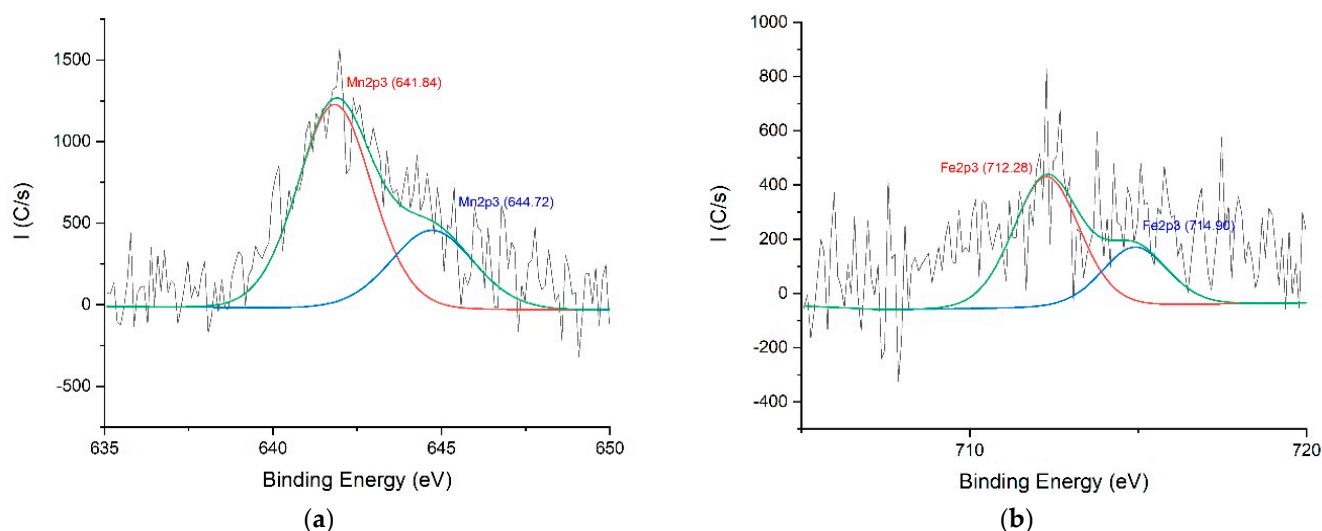 1500
1000
500
0
-500
I (C/s)
Mn2p3 (641.84)
Mn2p3 (644.72)
635
640
645
650
Binding Energy (eV)
(a)
1000
800
600
400
200
0
-200
-400
I (C/s)
Fe2p3 (712.28)
Fe2p3 (714.90)
710
720
Binding Energy (eV)
(b)